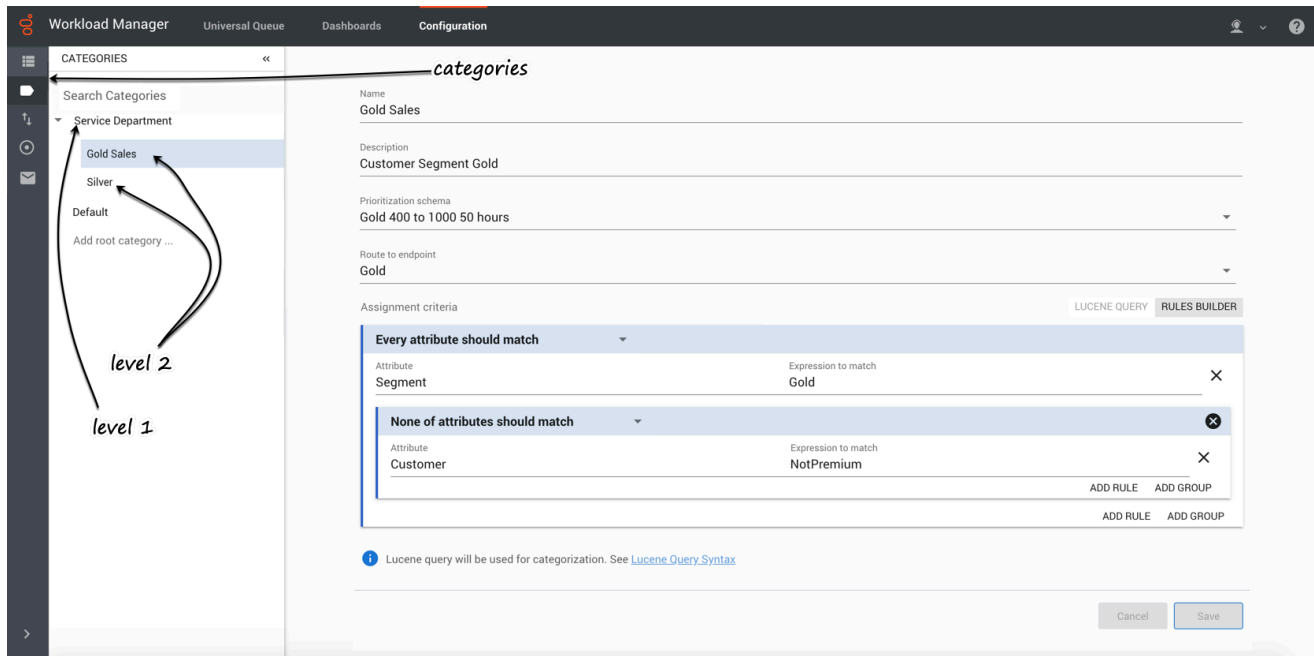 Workload Manager Universal Queue Dashboards Configuration
CATEGORIES «
categories
Search Categories
Service Department
Gold Sales
Silver
Default
Add root category ...
level 2
level 1
Name
Gold Sales
Description
Customer Segment Gold
Prioritization schema
Gold 400 to 1000 50 hours
Route to endpoint
Gold
Assignment criteria LUCENE QUERY RULES BUILDER
Every attribute should match
Attribute Expression to match
Segment Gold
None of attributes should match
Attribute Expression to match
Customer NotPremium
ADD RULE ADD GROUP
ADD RULE ADD GROUP
Lucene query will be used for categorization. See Lucene Query Syntax
Cancel Save